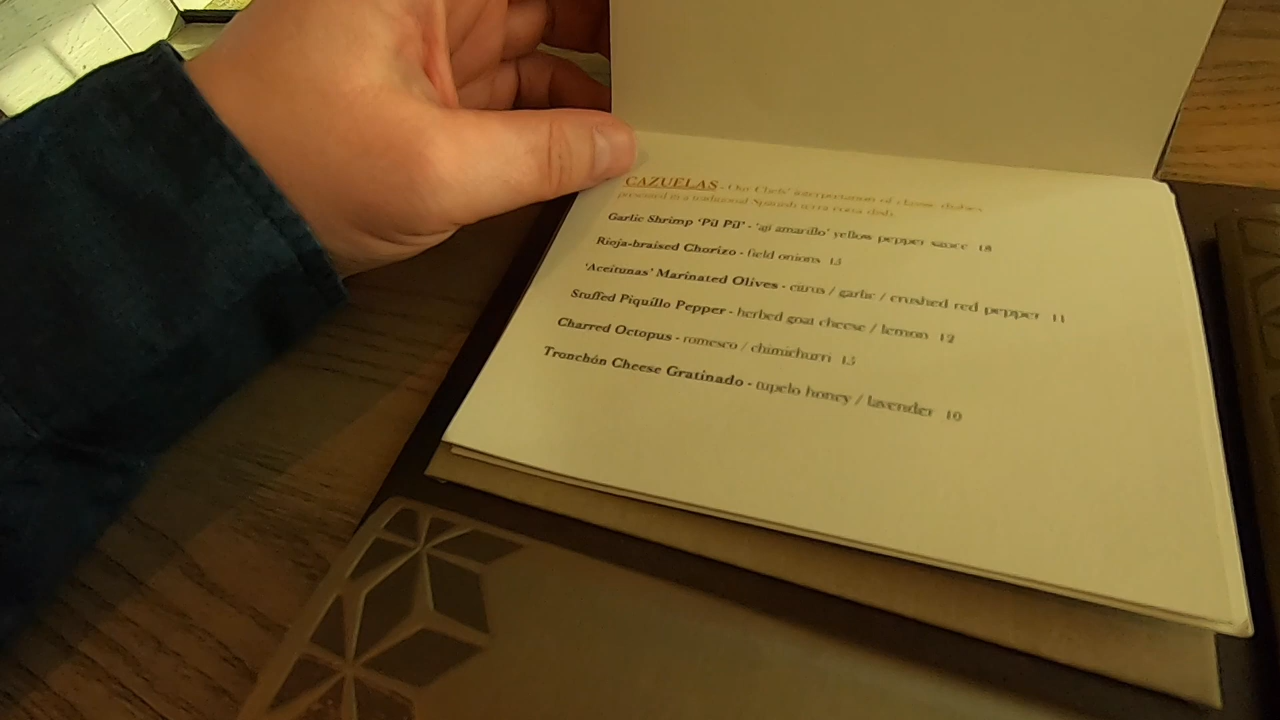 CAZUELAS - Our Chefs' interpretation of classic dishes
presented in a traditional Spanish terra cotta dish.
Garlic Shrimp 'Pil Pil' - 'aji amarillo' yellow pepper sauce 18
Rioja-braised Chorizo - field onions 13
'Aceitunas' Marinated Olives - citrus / garlic / crushed red pepper 11
Stuffed Piquillo Pepper - herbed goat cheese / lemon 12
Charred Octopus - romesco / chimichurri 15
Tronchón Cheese Gratinado - tupelo honey / lavender 10